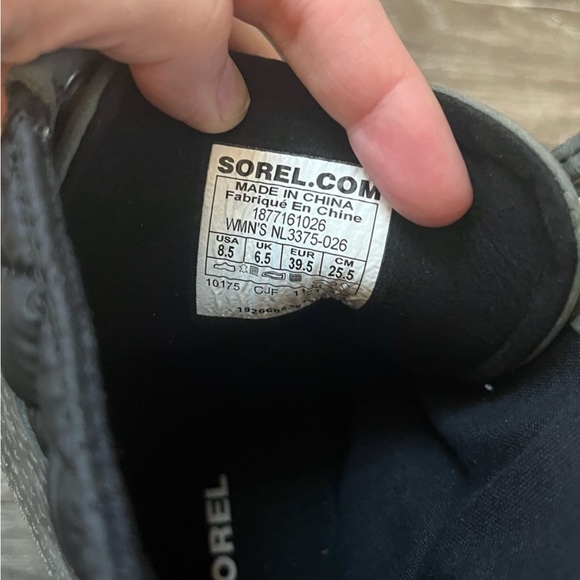 SOREL.COM
MADE IN CHINA
Fabriqué En Chine
1877161026
WMN'S NL3375-026
USA UK EUR CM
8.5 6.5 39.5 25.5
10175 CJF
OREL